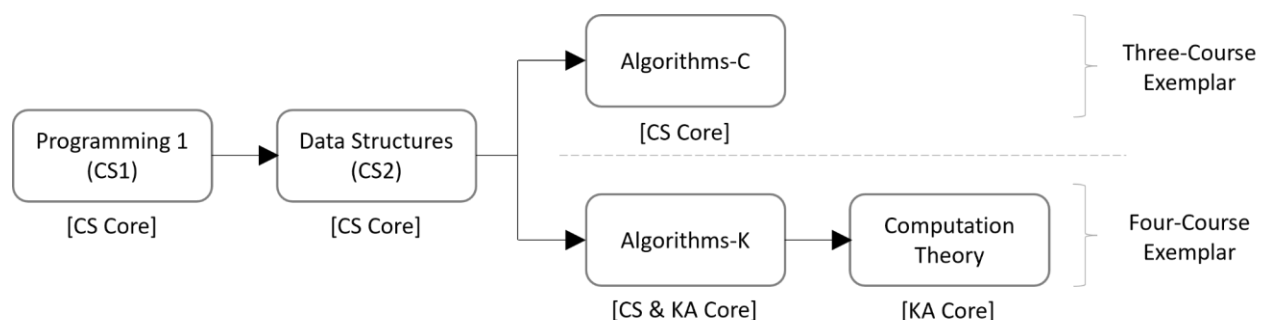 Programming 1
(CS1)
[CS Core]
Data Structures
(CS2)
[CS Core]
Algorithms-C
[CS Core]
Three-Course
Exemplar
Algorithms-K
[CS & KA Core]
Computation
Theory
[KA Core]
Four-Course
Exemplar